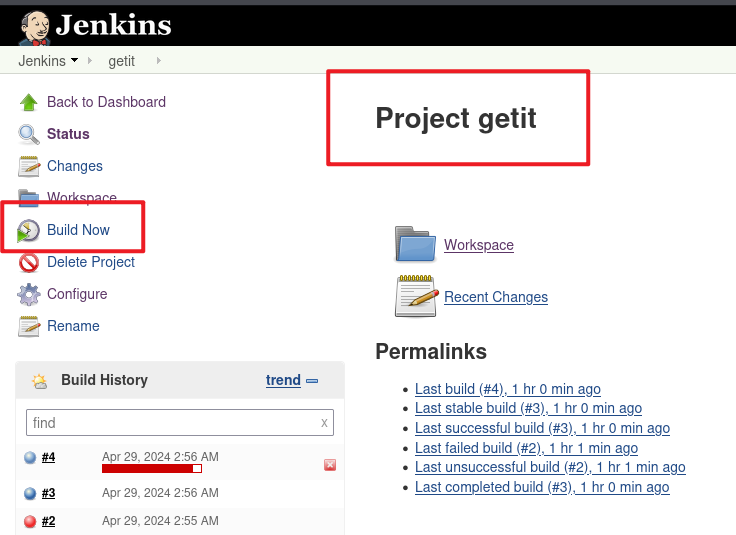 Jenkins
Jenkins getit
Back to Dashboard
Status
Changes
Workspace
Build Now
Delete Project
Configure
Rename
Build History trend
find x
#4 Apr 29, 2024 2:56 AM
#3 Apr 29, 2024 2:56 AM
#2 Apr 29, 2024 2:55 AM
Project getit
Workspace
Recent Changes
Permalinks
Last build (#4), 1 hr 0 min ago
Last stable build (#3), 1 hr 0 min ago
Last successful build (#3), 1 hr 0 min ago
Last failed build (#2), 1 hr 1 min ago
Last unsuccessful build (#2), 1 hr 1 min ago
Last completed build (#3), 1 hr 0 min ago